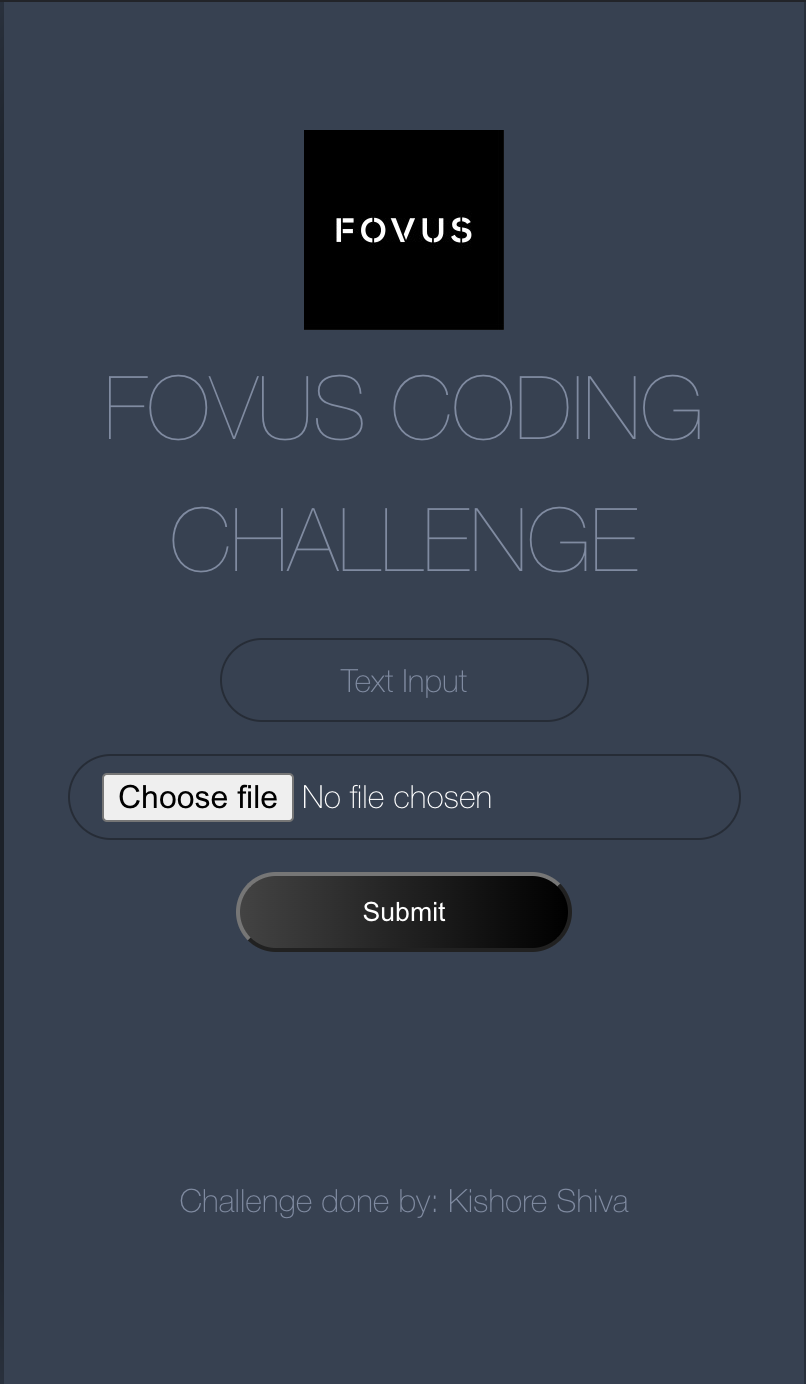 FOVUS
FOVUS CODING
CHALLENGE
Text Input
Choose file No file chosen
Submit
Challenge done by: Kishore Shiva